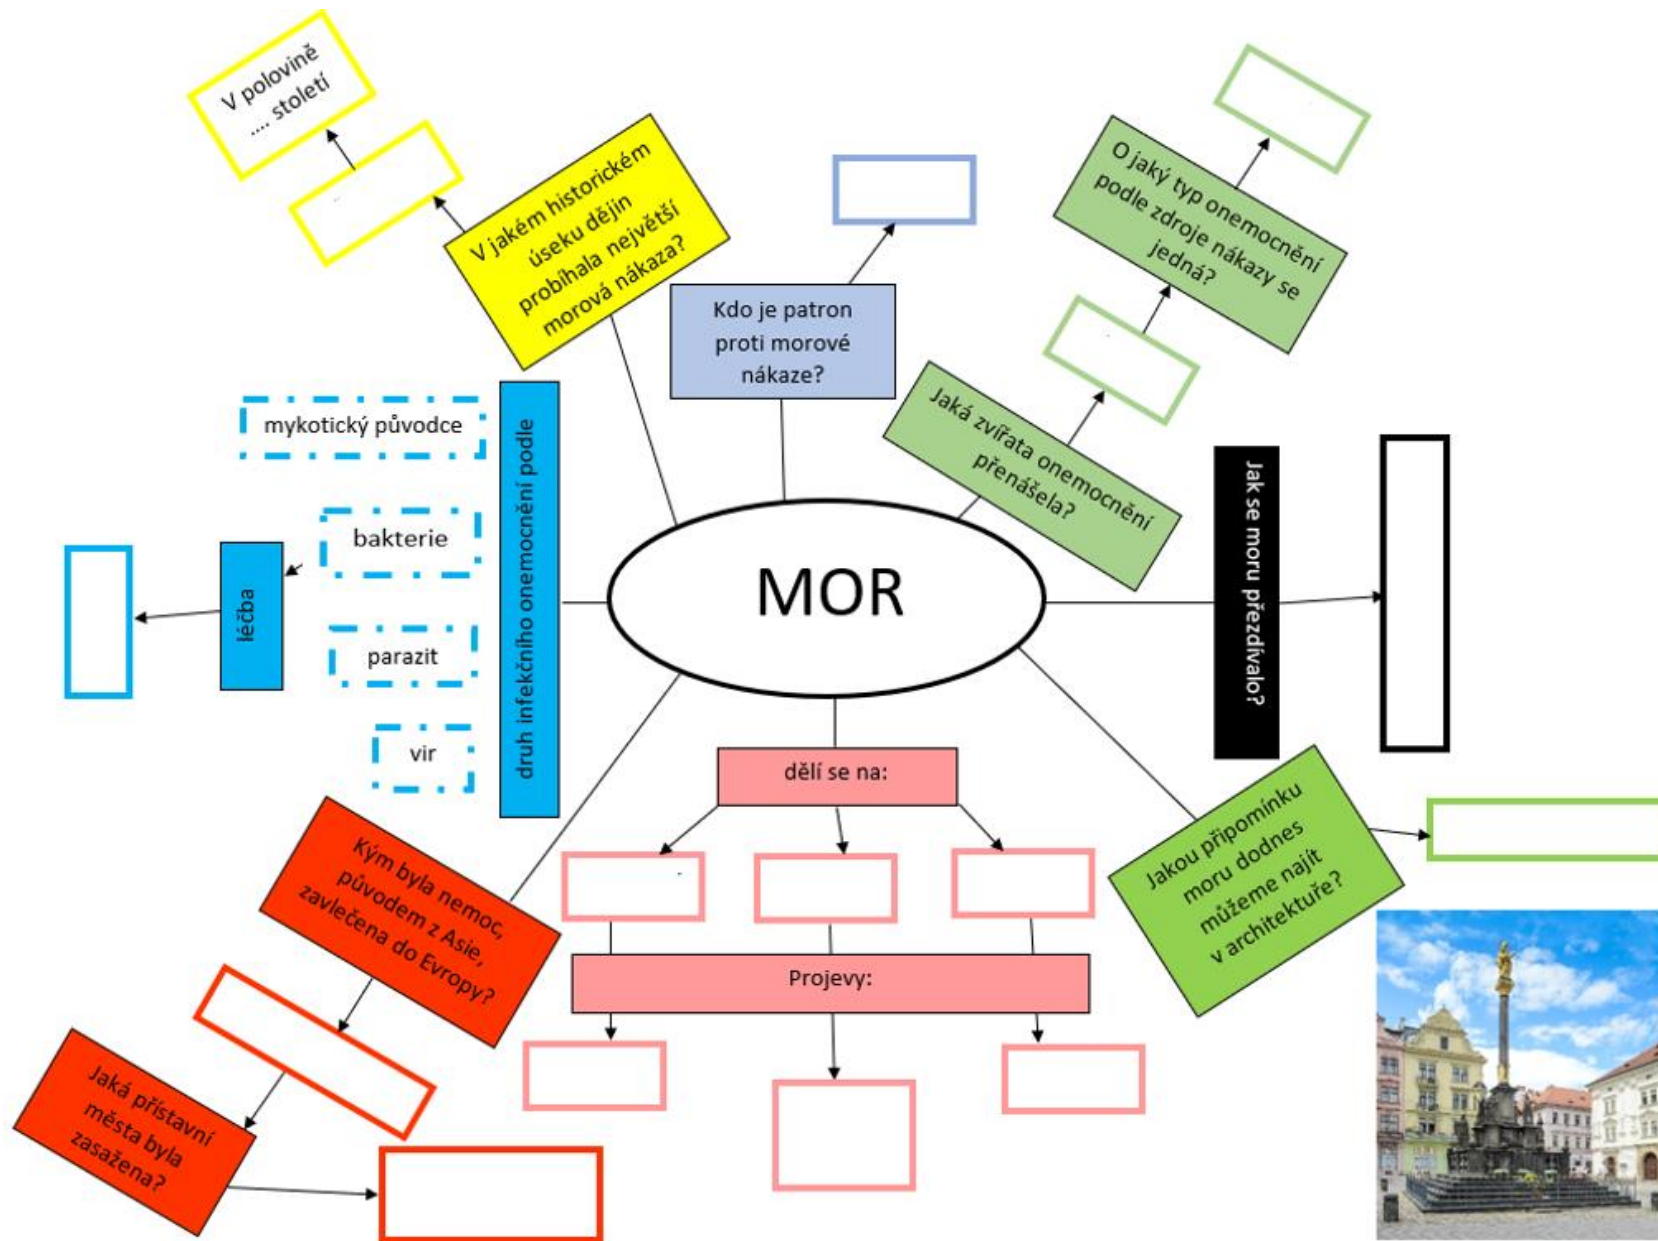 V polovině
.... století
V jakém historickém
úseku dějin
probíhala největší
morová nákaza?
Kdo je patron
proti morové
nákaze?
O jaký typ onemocnění
podle zdroje nákazy se
jedná?
Jaká zvířata onemocnění
přenášela?
mykotický původce
bakterie
parazit
vir
léčba
druh infekčního onemocnění podle
MOR
Jak se moru přezdívalo?
dělí se na:
Projevy:
Kým byla nemoc,
původem z Asie,
zavlečena do Evropy?
Jaká přístavní
města byla
zasažena?
Jakou připomínku
moru dodnes
můžeme najít
v architektuře?